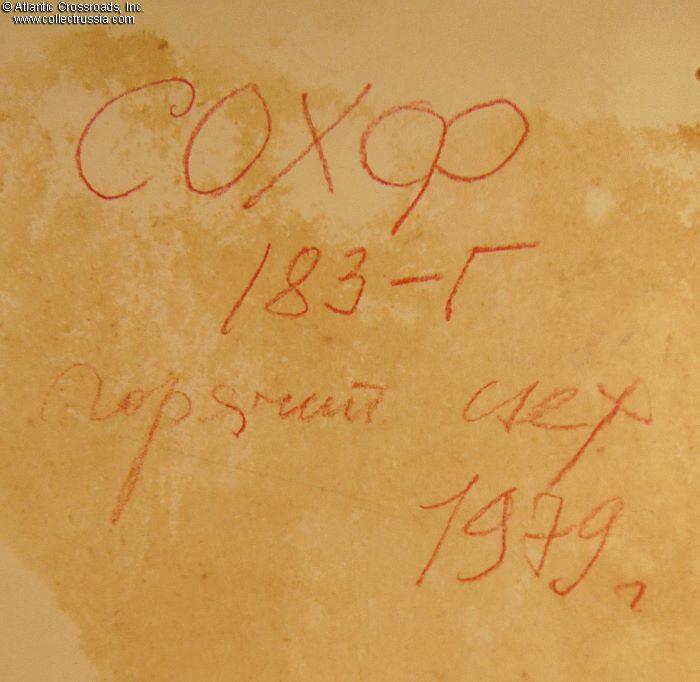 © Atlantic Crossroads, Inc.
www.collectrussia.com
СОХФ
183-Г
горячий цех
1979,